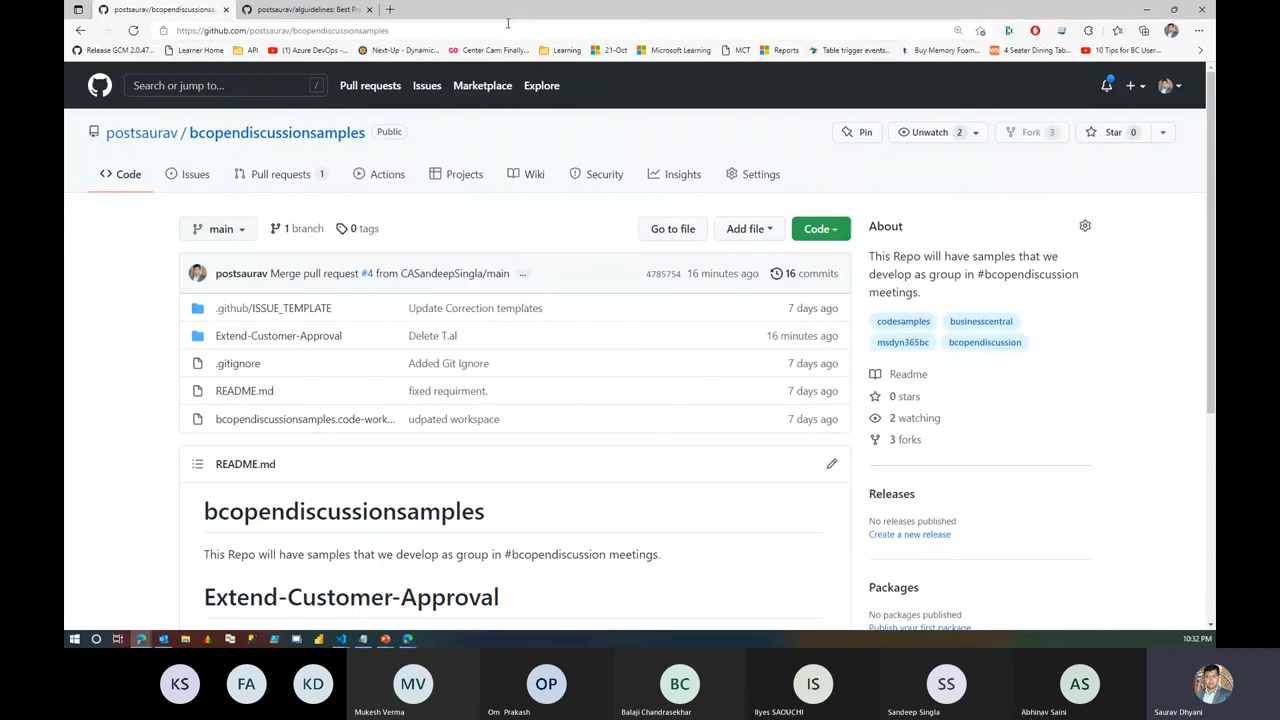 postsaurav/bcopendiscussionsam
postsaurav/alguidelines: Best Pr
https://github.com/postsaurav/bcopendiscussionsamples
Release GCM 2.0.47...
Learner Home
API
(1) Azure DevOps -...
Next-Up - Dynamic...
Center Cam: Finally...
Learning
21-Oct
Microsoft Learning
MCT
Reports
Table trigger events...
Buy Memory Foam...
4 Seater Dining Tab...
10 Tips for BC User...
Search or jump to...
/
Pull requests
Issues
Marketplace
Explore
postsaurav / bcopendiscussionsamples
Public
Pin
Unwatch 2
Fork 3
Star 0
Code
Issues
Pull requests 1
Actions
Projects
Wiki
Security
Insights
Settings
main
1 branch
0 tags
Go to file
Add file
Code
postsaurav Merge pull request #4 from CASandeepSingla/main ...
4785754 16 minutes ago
16 commits
.github/ISSUE_TEMPLATE Update Correction templates 7 days ago
Extend-Customer-Approval Delete T.al 16 minutes ago
.gitignore Added Git Ignore 7 days ago
README.md fixed requirment. 7 days ago
bcopendiscussionsamples.code-work... udpated workspace 7 days ago
README.md
bcopendiscussionsamples
This Repo will have samples that we develop as group in #bcopendiscussion meetings.
Extend-Customer-Approval
About
This Repo will have samples that we
develop as group in #bcopendiscussion
meetings.
codesamples
businesscentral
msdyn365bc
bcopendiscussion
Readme
0 stars
2 watching
3 forks
Releases
No releases published
Create a new release
Packages
No packages published
Publish your first package
10:32 PM
KS
FA
KD
MV
OP
BC
IS
SS
AS
Mukesh Verma
Om Prakash
Balaji Chandrasekhar
Ilyes SAOUCHI
Sandeep Singla
Abhinav Saini
Saurav Dhyani